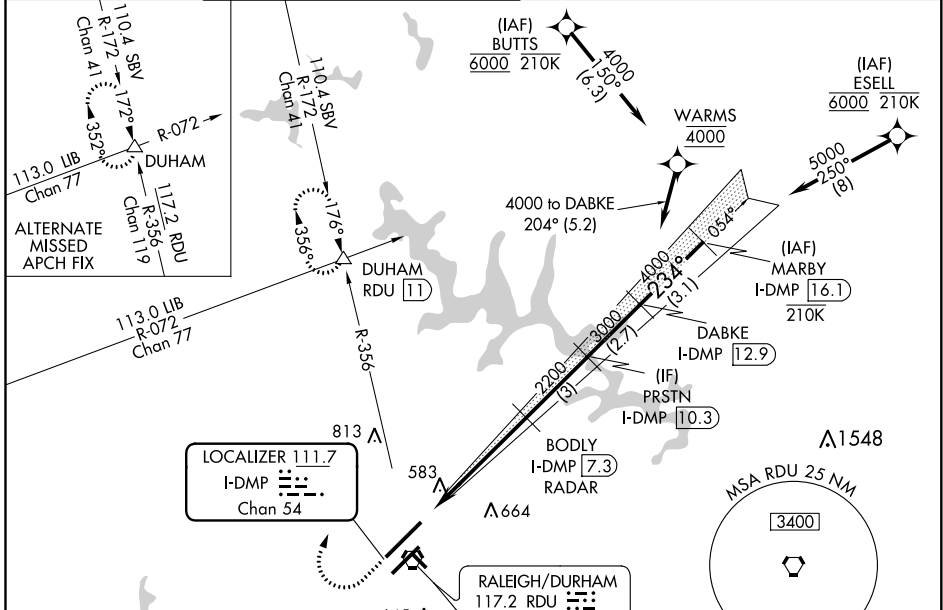 110.4 SBV
R-172
Chan 41
172°
352°
R-072
DUHAM
113.0 LIB
Chan 77
117.2 RDU
R-356
Chan 119
ALTERNATE
MISSED
APCH FIX
110.4 SBV
R-172
Chan 41
176°
356°
DUHAM
RDU 11
113.0 LIB
R-072
Chan 77
R-356
(IAF)
BUTTS
6000 210K
4000
150°
(6.3)
WARMS
4000
(IAF)
ESELL
6000 210K
5000
250°
(8)
4000 to DABKE
204° (5.2)
054°
(IAF)
MARBY
I-DMP 16.1
210K
4000
234°
(3.1)
DABKE
I-DMP 12.9
3000
(2.7)
(IF)
PRSTN
I-DMP 10.3
2200
(3)
BODLY
I-DMP 7.3
RADAR
813
583
664
1548
LOCALIZER 111.7
I-DMP
Chan 54
MSA RDU 25 NM
3400
RALEIGH/DURHAM
117.2 RDU